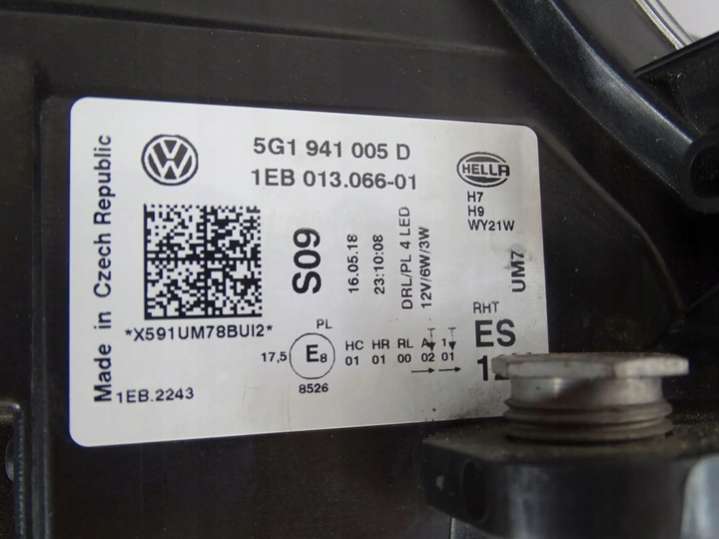 5G1 941 005 D
1EB 013.066-01
HELLA
H7
H9
WY21W
Made in Czech Republic
S09
16.05.18
23:10:08
DRL/PL 4 LED
12V/6W/3W
UM7
*X591UM78BUI2*
RHT
ES
PL
17,5 E8 HC HR RL A 1
01 01 00 02 01
8526
1EB.2243